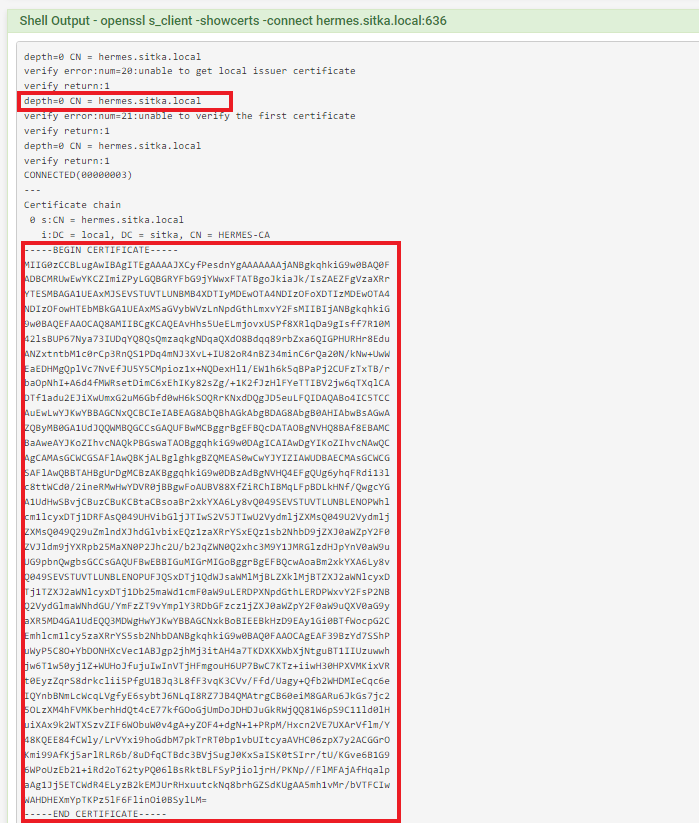 Shell Output - openssl s_client -showcerts -connect hermes.sitka.local:636
depth=0 CN = hermes.sitka.local
verify error:num=20:unable to get local issuer certificate
verify return:1
depth=0 CN = hermes.sitka.local
verify error:num=21:unable to verify the first certificate
verify return:1
depth=0 CN = hermes.sitka.local
verify return:1
CONNECTED(00000003)
---
Certificate chain
0 s:CN = hermes.sitka.local
i:DC = local, DC = sitka, CN = HERMES-CA
-----BEGIN CERTIFICATE-----
MIIG0zCCBLugAwIBAgITEgAAAAJXCyfPesdnYgAAAAAAAjANBgkqhkiG9w0BAQ0F
ADBCMRUwEwYKCZImiZPyLGQBGRYFbG9jYWwxFTATBgoJkiaJk/IsZAEZFgVzaXRr
YTESMBAGA1UEAxMJSEVSTUVTLUNBMB4XDTIyMDEwOTA4NDIzOFoXDTIzMDEwOTA4
NDIzOFowHTEbMBkGA1UEAxMSaGVybWVzLnNpdGthLmxvY2FsMIIBIjANBgkqhkiG
9w0BAQEFAAOCAQ8AMIIBCgKCAQEAvHhs5UeELmjovxUSPf8XRlqDa9gIsff7R10M
42lsBUP67Nya73IUDqYQ8QsQmzaqkgNDqaQXdO8Bdqq89rbZxa6QIGPHURHr8Edu
ANZxtntbM1c0rCp3RnQS1PDq4mNJ3XvL+IU82oR4nBZ34minC6rQa20N/kNw+UwW
EaEDHMgQplVc7NvEfJU5Y5CMpioz1x+NQDexHl1/EW1h6k5qBPaPj2CUFzTxTB/r
baOpNhI+A6d4fMWRsetDimC6xEhIKy82sZg/+1K2fJzHlFYeTTIBV2jw6qTXqlCA
DTf1adu2EJiXwUmxG2uM6Gbfd0wH6kSOQRrKNxdDQgJD5euLFQIDAQABo4IC5TCC
AuEwLwYJKwYBBAGCNxQCBCIeIABEAG8AbQBhAGkAbgBDAG8AbgB0AHIAbwBsAGwA
ZQByMB0GA1UdJQQWMBQGCCsGAQUFBwMCBggrBgEFBQcDATAOBgNVHQ8BAf8EBAMC
BaAweAYJKoZIhvcNAQkPBGswaTAOBggqhkiG9w0DAgICAIAwDgYIKoZIhvcNAwQC
AgCAMAsGCWCGSAFlAwQBKjALBglghkgBZQMEAS0wCwYJYIZIAWUDBAECMAsGCWCG
SAFlAwQBBTAHBgUrDgMCBzAKBggqhkiG9w0DBzAdBgNVHQ4EFgQUg6yhqFRdi13l
c8ttWCd0/2ineRMwHwYDVR0jBBgwFoAUBV88XfZiRChIBMqLFpBDLkHNf/QwgcYG
A1UdHwSBvjCBuzCBuKCBtaCBsoaBr2xkYXA6Ly8vQ049SEVSTUVTLUNBLENOPWhl
cm1lcyxDTj1DRFAsQ049UHVibGljJTIwS2V5JTIwU2VydmljZXMsQ049U2Vydmlj
ZXMsQ049Q29uZmlndXJhdGlvbixEQz1zaXRrYSxEQz1sb2NhbD9jZXJ0aWZpY2F0
ZVJldm9jYXRpb25MaXN0P2Jhc2U/b2JqZWN0Q2xhc3M9Y1JMRGlzdHJpYnV0aW9u
UG9pbnQwgbsGCCsGAQUFBwEBBIGuMIGrMIGoBggrBgEFBQcwAoaBm2xkYXA6Ly8v
Q049SEVSTUVTLUNBLENOPUFJQSxDTj1QdWJsaWMlMjBLZXklMjBTZXJ2aWNlcyxD
Tj1TZXJ2aWNlcyxDTj1Db25maWd1cmF0aW9uLERDPXNpdGthLERDPWxvY2FsP2NB
Q2VydGlmaWNhdGU/YmFzZT9vYmplY3RDbGFzcz1jZXJ0aWZpY2F0aW9uQXV0aG9y
aXR5MD4GA1UdEQQ3MDWgHwYJKwYBBAGCNxkBoBIEEBkHzD9EAy1Gi0BTfWocpG2C
Emhlcm1lcy5zaXRrYS5sb2NhbDANBgkqhkiG9w0BAQ0FAAOCAgEAF39BzYd7SShP
uWyP5C8O+YbDONHXcVec1ABJgp2jhMj3itAH4a7TKDXKXWbXjNtguBT1IIUzuwwh
jw6T1w50yj1Z+WUHoJfujuIwInVTjHFmgouH6UP7BwC7KTz+iiwH30HPXVMKixVR
t0EyzZqrS8drkclii5PfgU1BJq3L8fF3vqK3CVv/Ffd/Uagy+Qfb2WHDMIeCqc6e
IQYnbBNmLcWcqLVgfyE6sybtJ6NLqI8RZ7JB4QMAtrgCB60eiM8GARu6JkGs7jc2
5OLzXM4hFVMKberhHdQt4cE77kfGOoGjUmDoJDHDJuGkRWjQQ81W6pS9C11ld0lH
uiXAx9k2WTXSzvZIF6WObuW0v4gA+yZOF4+dgN+1+PRpM/Hxcn2VE7UXArVflm/Y
48KQEE84fCWly/LrVYxi9hoGdbM7pkTrRT0bp1vbUItcyaAVHC06zpX7y2ACGGrO
Kmi99AfKj5arlRLR6b/8uDfqCTBdc3BVjSugJ0KxSaISK0tSIrr/tU/KGve6B1G9
6WPoUzEb21+iRd2oT62tyPQ06lBsRktBLFSyPjioljrH/PKNp//FlMFAjAfHqalp
aAg1Jj5ETCWdR4ELyzB2kEMJUrRHxuutckNq8brhGZSdKUgAA5mh1vMr/bVTFCIw
WAHDHEXmYpTKPz5lF6FlinOi0BSylLM=
-----END CERTIFICATE-----